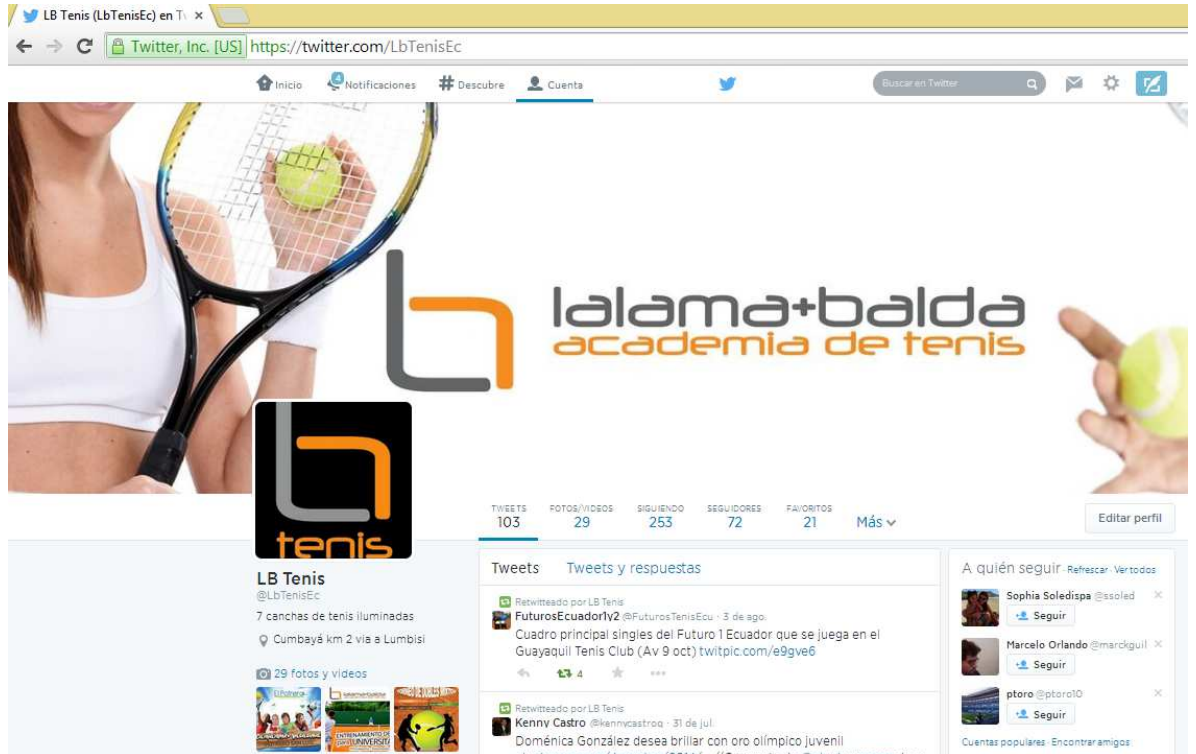 LB Tenis (LbTenisEc) en Tw
Twitter, Inc. [US] https://twitter.com/LbTenisEc
Inicio 4 Notificaciones # Descubre Cuenta Buscar en Twitter
lalama+balda
academia de tenis
tenis
TWEETS FOTOS/VIDEOS SIGUIENDO SEGUIDORES FAVORITOS
103 29 253 72 21 Más
Editar perfil
LB Tenis
@LbTenisEc
7 canchas de tenis iluminadas
Cumbayá km 2 via a Lumbisi
29 fotos y videos
Tweets Tweets y respuestas
Retwitteado por LB Tenis
FuturosEcuador1y2 @FuturosTenisEcu · 3 de ago.
Cuadro principal singles del Futuro 1 Ecuador que se juega en el
Guayaquil Tenis Club (Av 9 oct) twitpic.com/e9gve6
4
Retwitteado por LB Tenis
Kenny Castro @kennycastrog · 31 de jul.
Doménica González desea brillar con oro olímpico juvenil
A quién seguir · Refrescar · Ver todos
Sophia Soledispa @ssoled
Seguir
Marcelo Orlando @marckguil
Seguir
ptoro @ptoro10
Seguir
Cuentas populares · Encontrar amigos